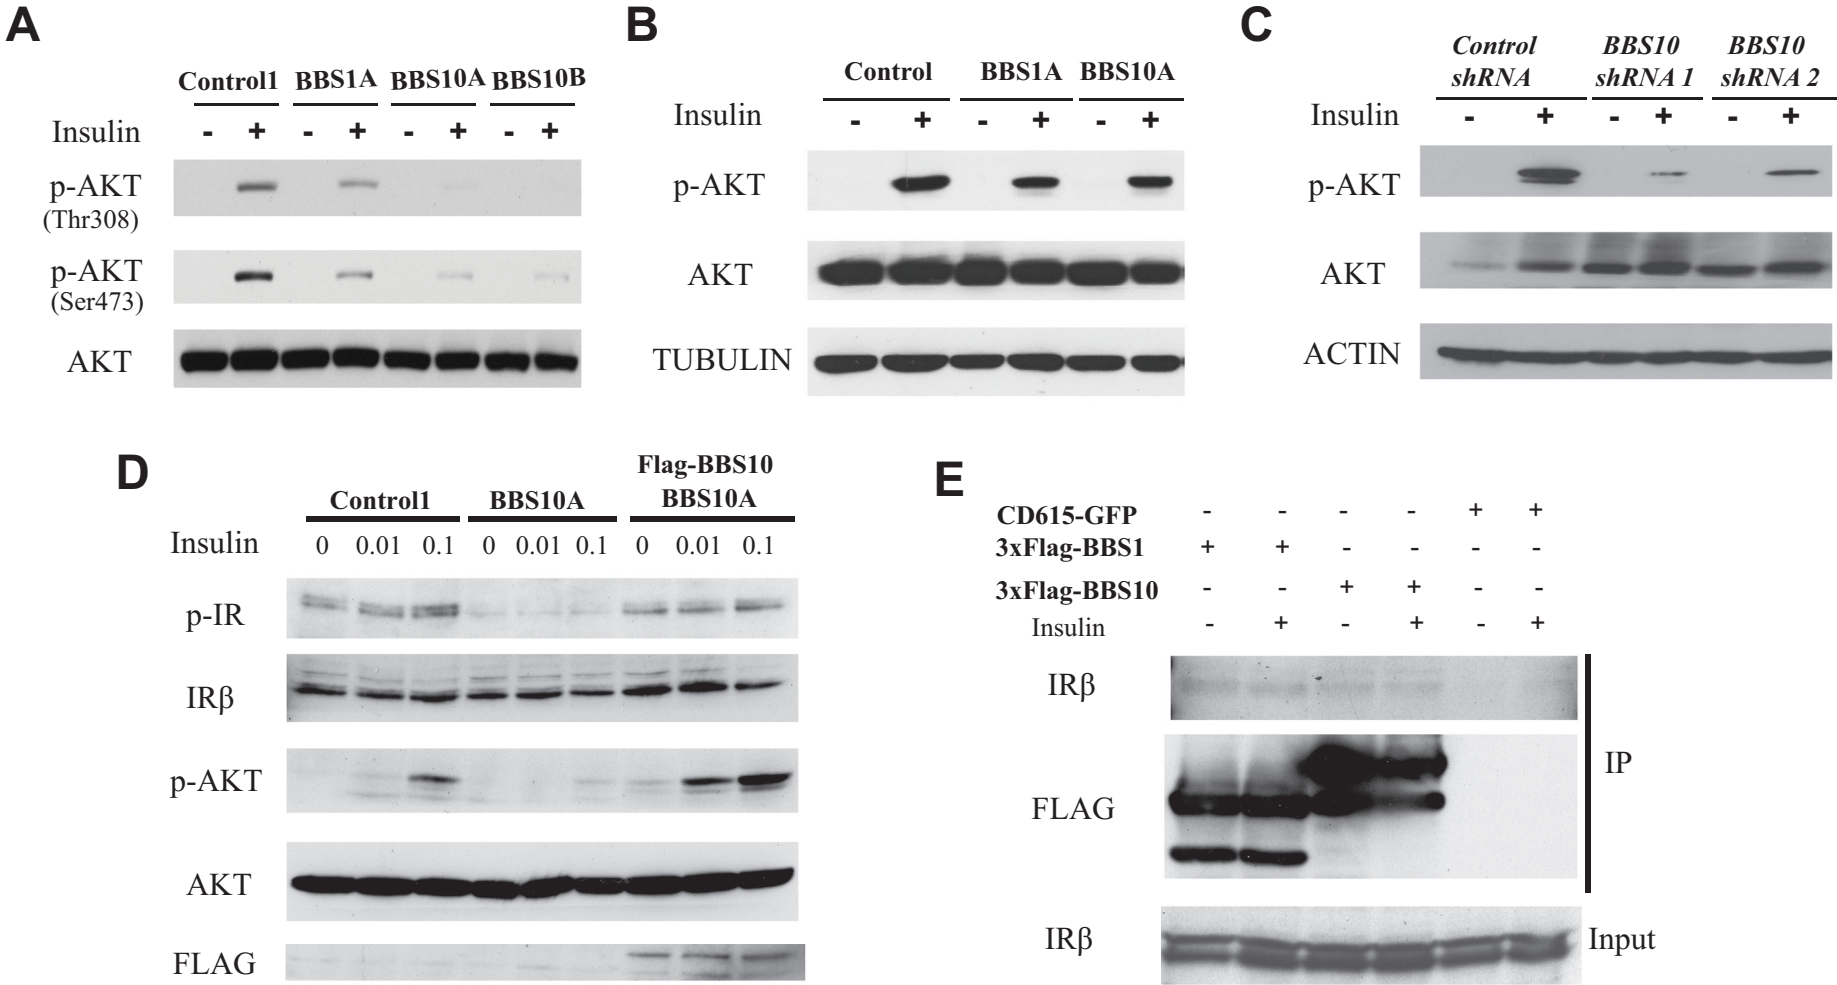 A
Control1 BBS1A BBS10A BBS10B
Insulin - + - + - + - +
p-AKT
(Thr308)
p-AKT
(Ser473)
AKT
B
Control BBS1A BBS10A
Insulin - + - + - +
p-AKT
AKT
TUBULIN
C
Control BBS10 BBS10
shRNA shRNA 1 shRNA 2
Insulin - + - + - +
p-AKT
AKT
ACTIN
D
Flag-BBS10
Control1 BBS10A BBS10A
Insulin 0 0.01 0.1 0 0.01 0.1 0 0.01 0.1
p-IR
IRβ
p-AKT
AKT
FLAG
E
CD615-GFP - - - - + +
3xFlag-BBS1 + + - - - -
3xFlag-BBS10 - - + + - -
Insulin - + - + - +
IRβ
IP
FLAG
IRβ Input